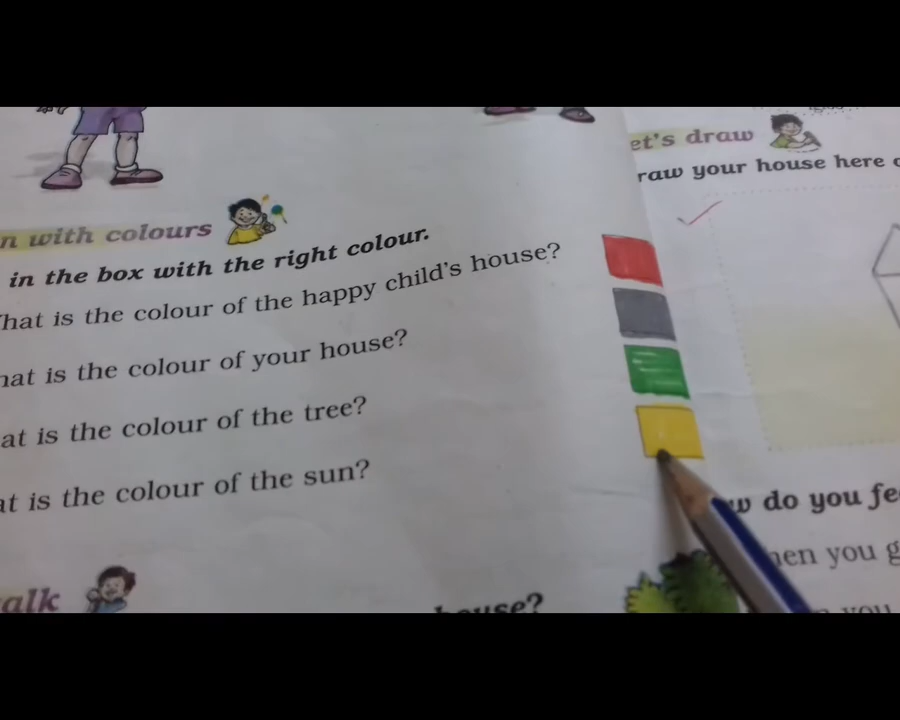 n with colours
in the box with the right colour.
hat is the colour of the happy child's house?
hat is the colour of your house?
at is the colour of the tree?
at is the colour of the sun?
alk
house?
et's draw
raw your house here
w do you fe
hen you g
you